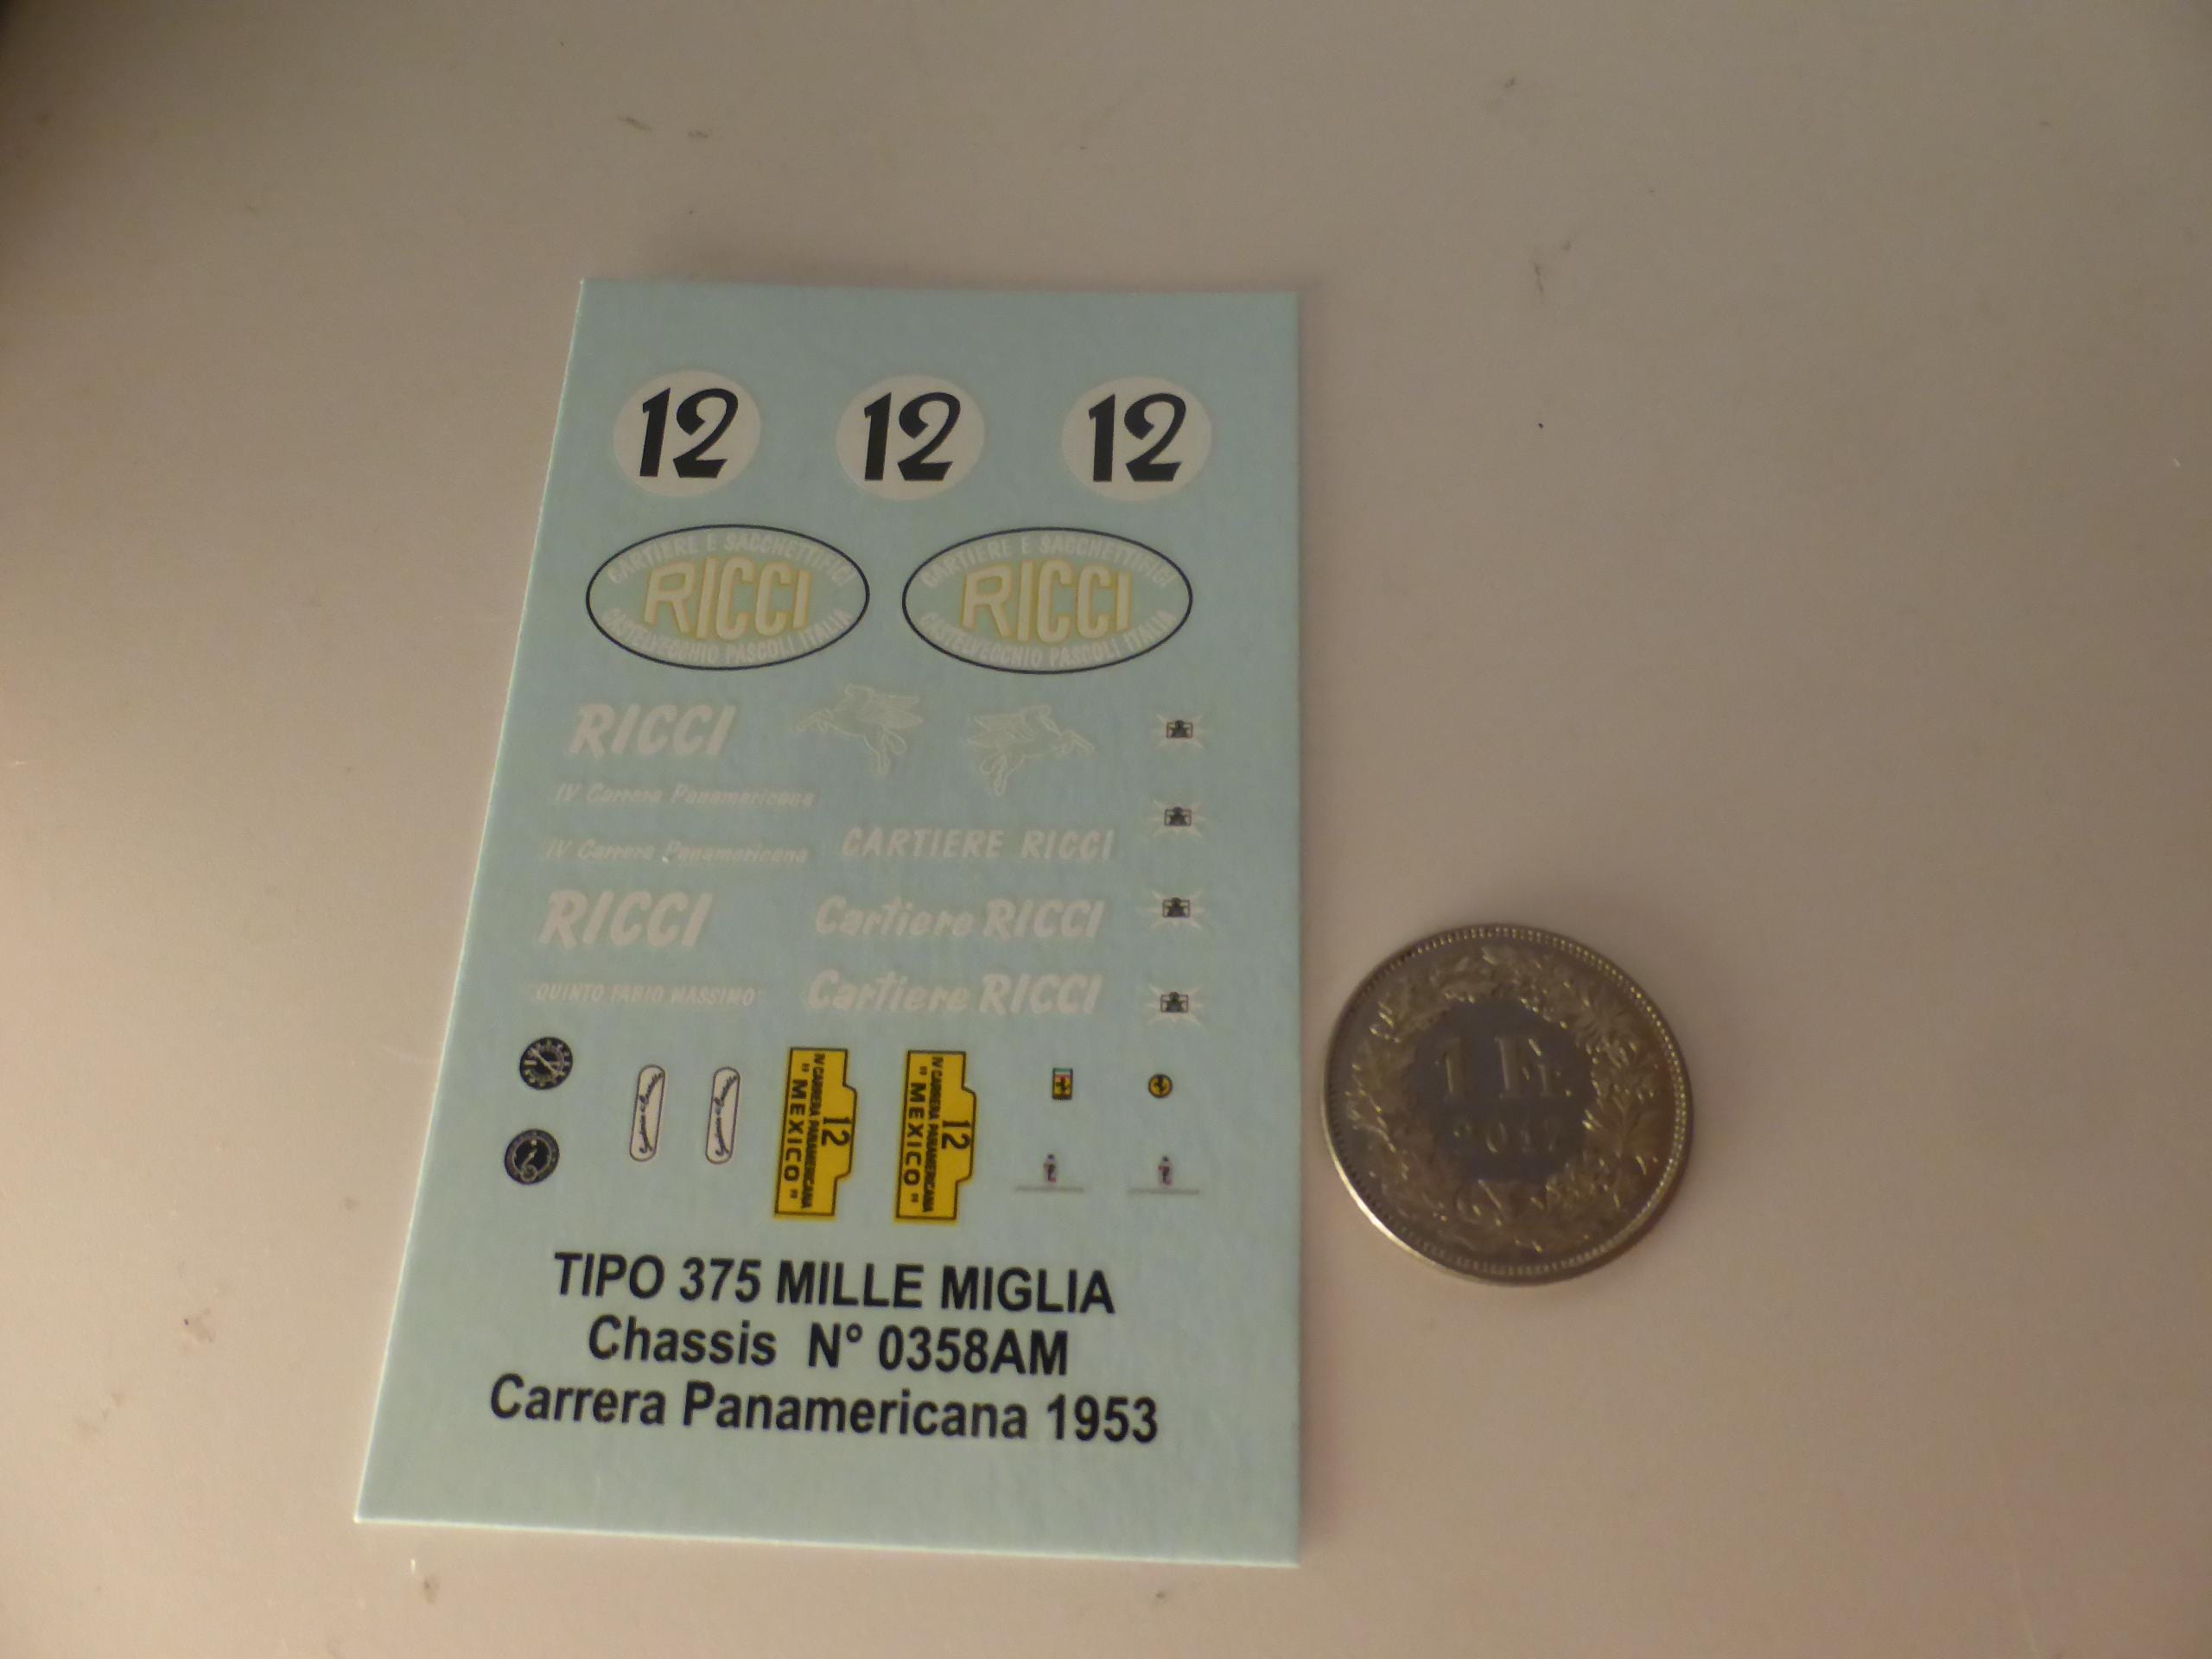 12 12 12
CARTIERE E SACCHETTIFICI
RICCI
CASTELVECCHIO PASCOLI ITALIA
CARTIERE E SACCHETTIFICI
RICCI
CASTELVECCHIO PASCOLI ITALIA
RICCI
IV Carrera Panamericana
IV Carrera Panamericana
CARTIERE RICCI
RICCI
Cartiere RICCI
QUINTO FABIO MASSIMO
Cartiere RICCI
12
IV CARRERA PANAMERICANA
" MEXICO "
12
IV CARRERA PANAMERICANA
" MEXICO "
TIPO 375 MILLE MIGLIA
Chassis N° 0358AM
Carrera Panamericana 1953
1 Fr.
2017